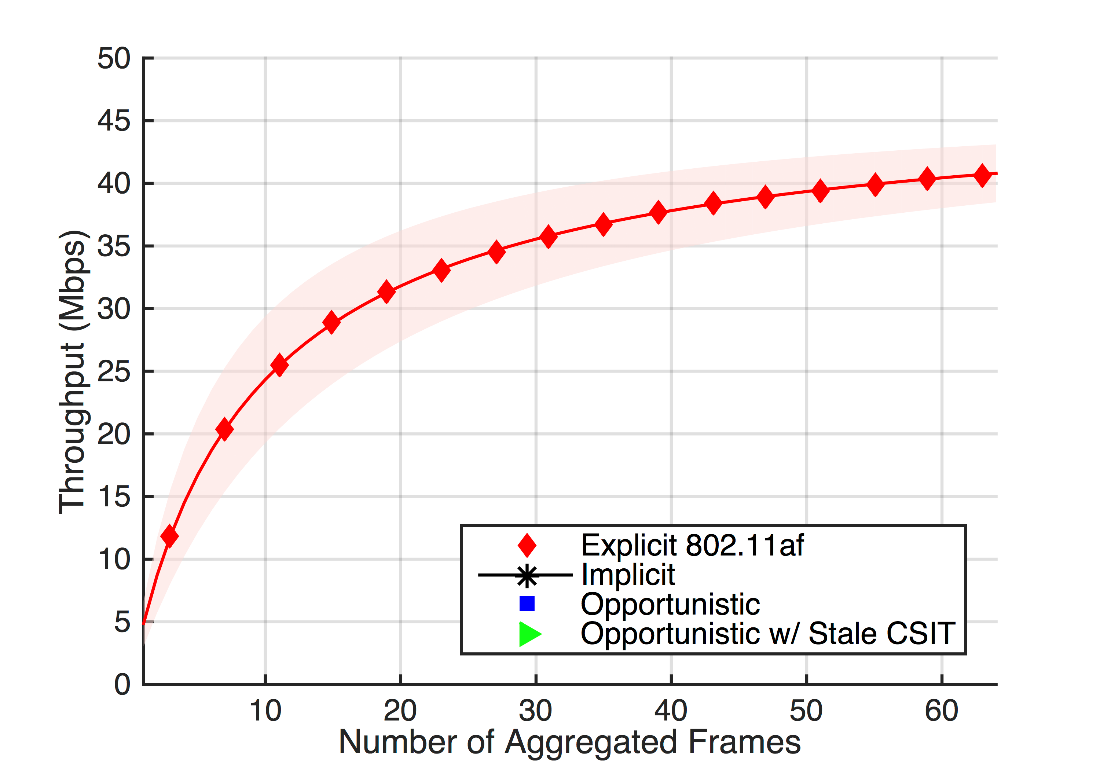 50
45
40
35
30
25
20
15
10
5
0
Throughput (Mbps)
Explicit 802.11af
Implicit
Opportunistic
Opportunistic w/ Stale CSIT
10 20 30 40 50 60
Number of Aggregated Frames